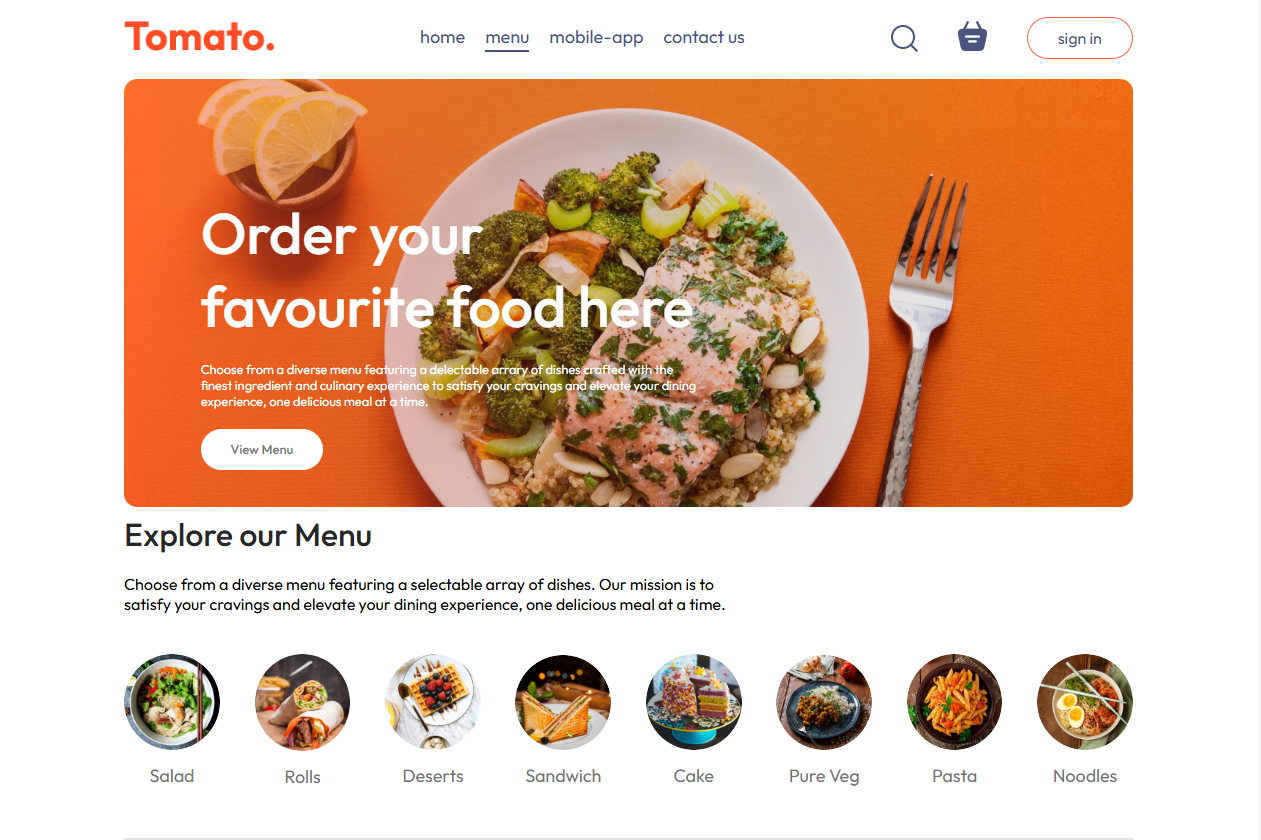 Tomato.
home menu mobile-app contact us
sign in
Order your
favourite food here
Choose from a diverse menu featuring a delectable arrary of dishes crafted with the
finest ingredient and culinary experience to satisfy your cravings and elevate your dining
experience, one delicious meal at a time.
View Menu
Explore our Menu
Choose from a diverse menu featuring a selectable array of dishes. Our mission is to
satisfy your cravings and elevate your dining experience, one delicious meal at a time.
Salad Rolls Deserts Sandwich Cake Pure Veg Pasta Noodles